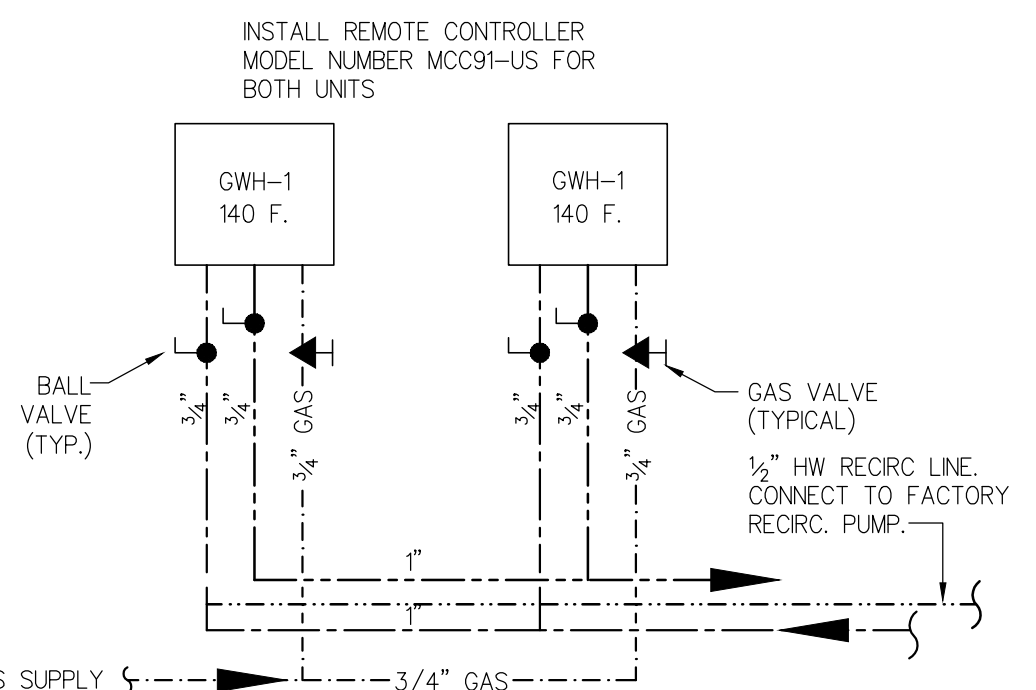 INSTALL REMOTE CONTROLLER
MODEL NUMBER MCC91-US FOR
BOTH UNITS
GWH-1
140 F.
GWH-1
140 F.
BALL
VALVE
(TYP.)
3/4"
3/4"
3/4" GAS
3/4"
3/4"
3/4" GAS
GAS VALVE
(TYPICAL)
1/2" HW RECIRC LINE.
CONNECT TO FACTORY
RECIRC. PUMP.
1"
1"
S SUPPLY
3/4" GAS